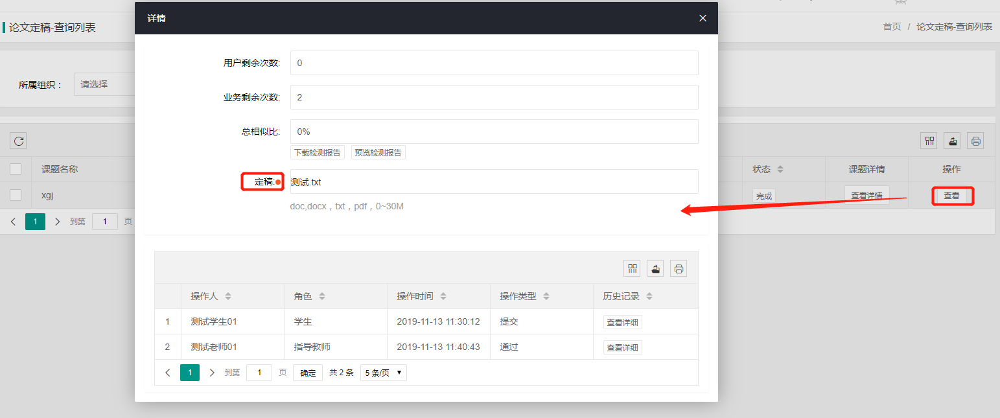 详情
论文定稿-查询列表
首页 / 论文定稿-查询列表
用户剩余次数: 0
所属组织： 请选择
业务剩余次数: 2
总相似比: 0%
下载检测报告 预览检测报告
课题名称 状态 课题详情 操作
定稿: 测试.txt
xgj 完成 查看详情 查看
doc,docx，txt，pdf，0~30M
1 到第 1 页
操作人 角色 操作时间 操作类型 历史记录
1 测试学生01 学生 2019-11-13 11:30:12 提交 查看详细
2 测试老师01 指导教师 2019-11-13 11:40:43 通过 查看详细
1 到第 1 页 确定 共 2 条 5 条/页